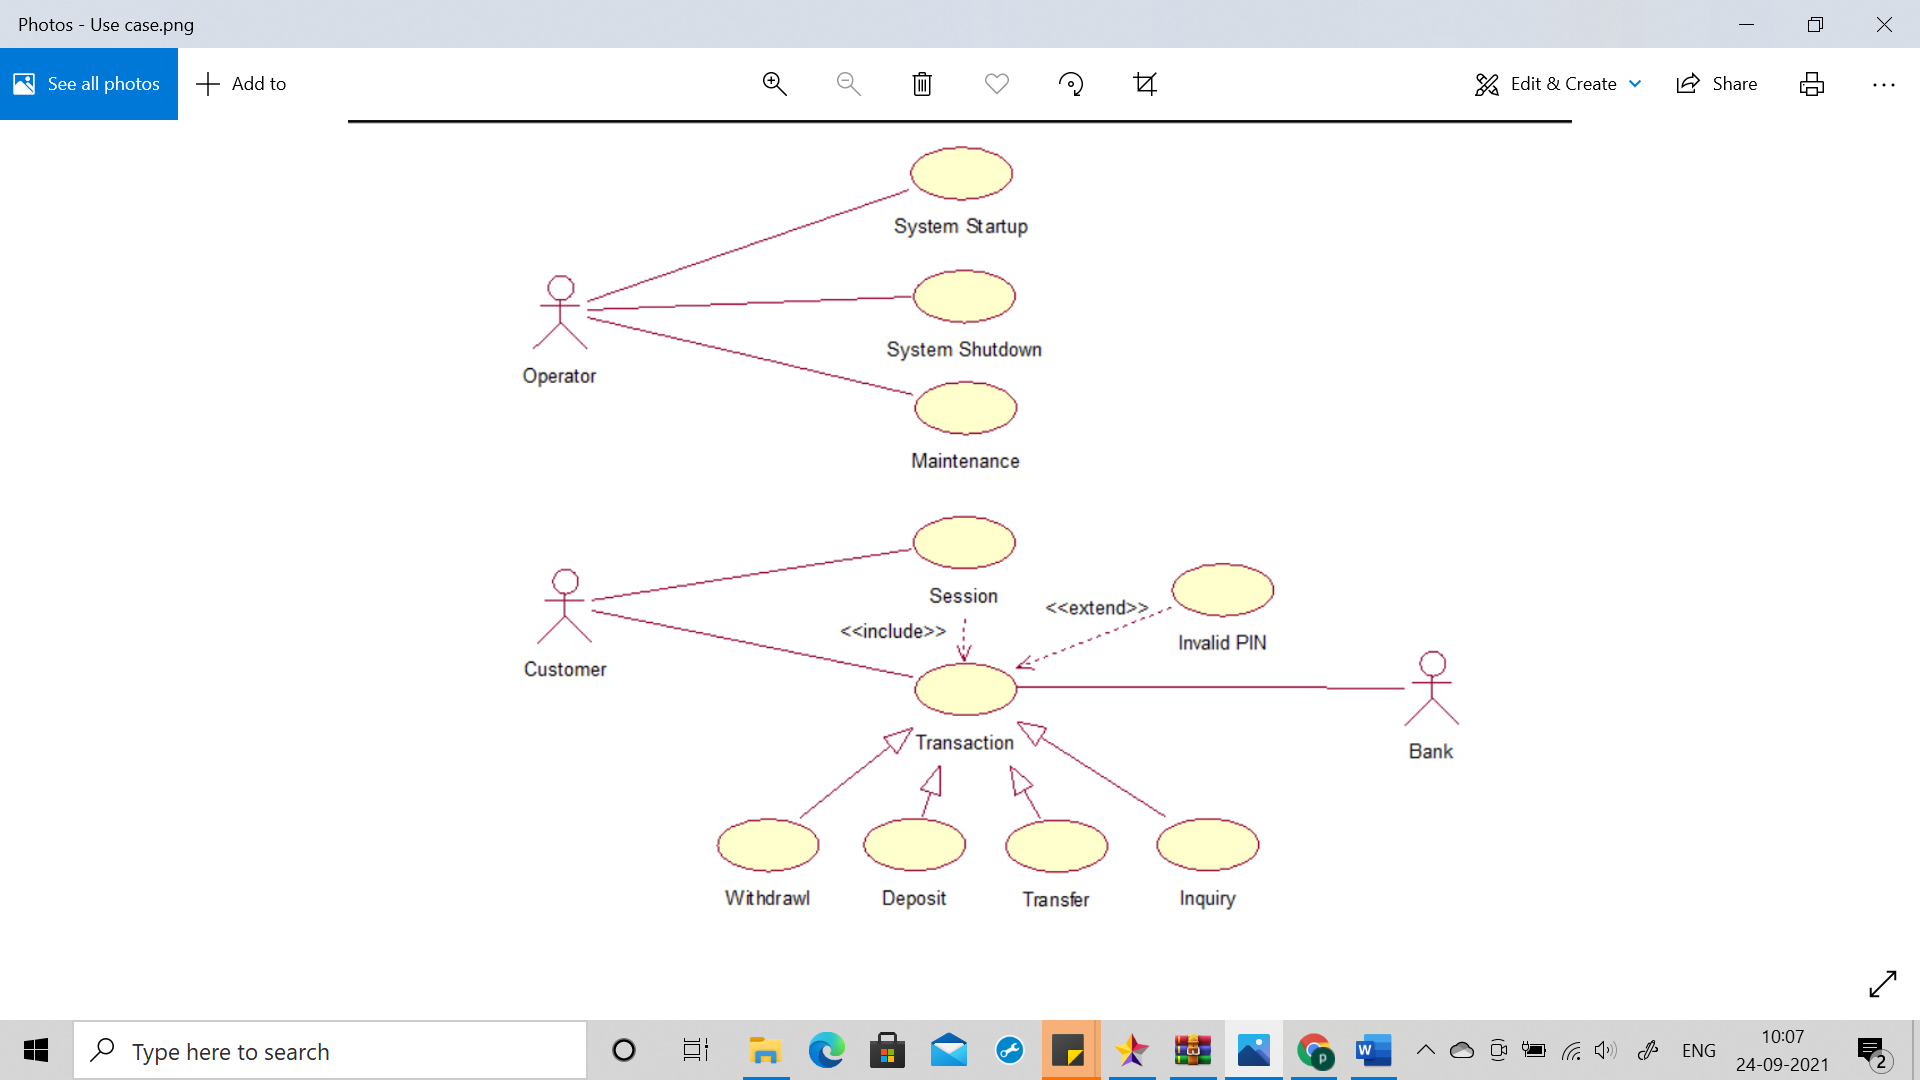 Photos - Use case.png
See all photos
Add to
Edit & Create
Share
System Startup
System Shutdown
Operator
Maintenance
Session
<<extend>>
<<include>>
Invalid PIN
Customer
Transaction
Bank
Withdrawl
Deposit
Transfer
Inquiry
Type here to search
W
p
ENG
10:07
24-09-2021
2